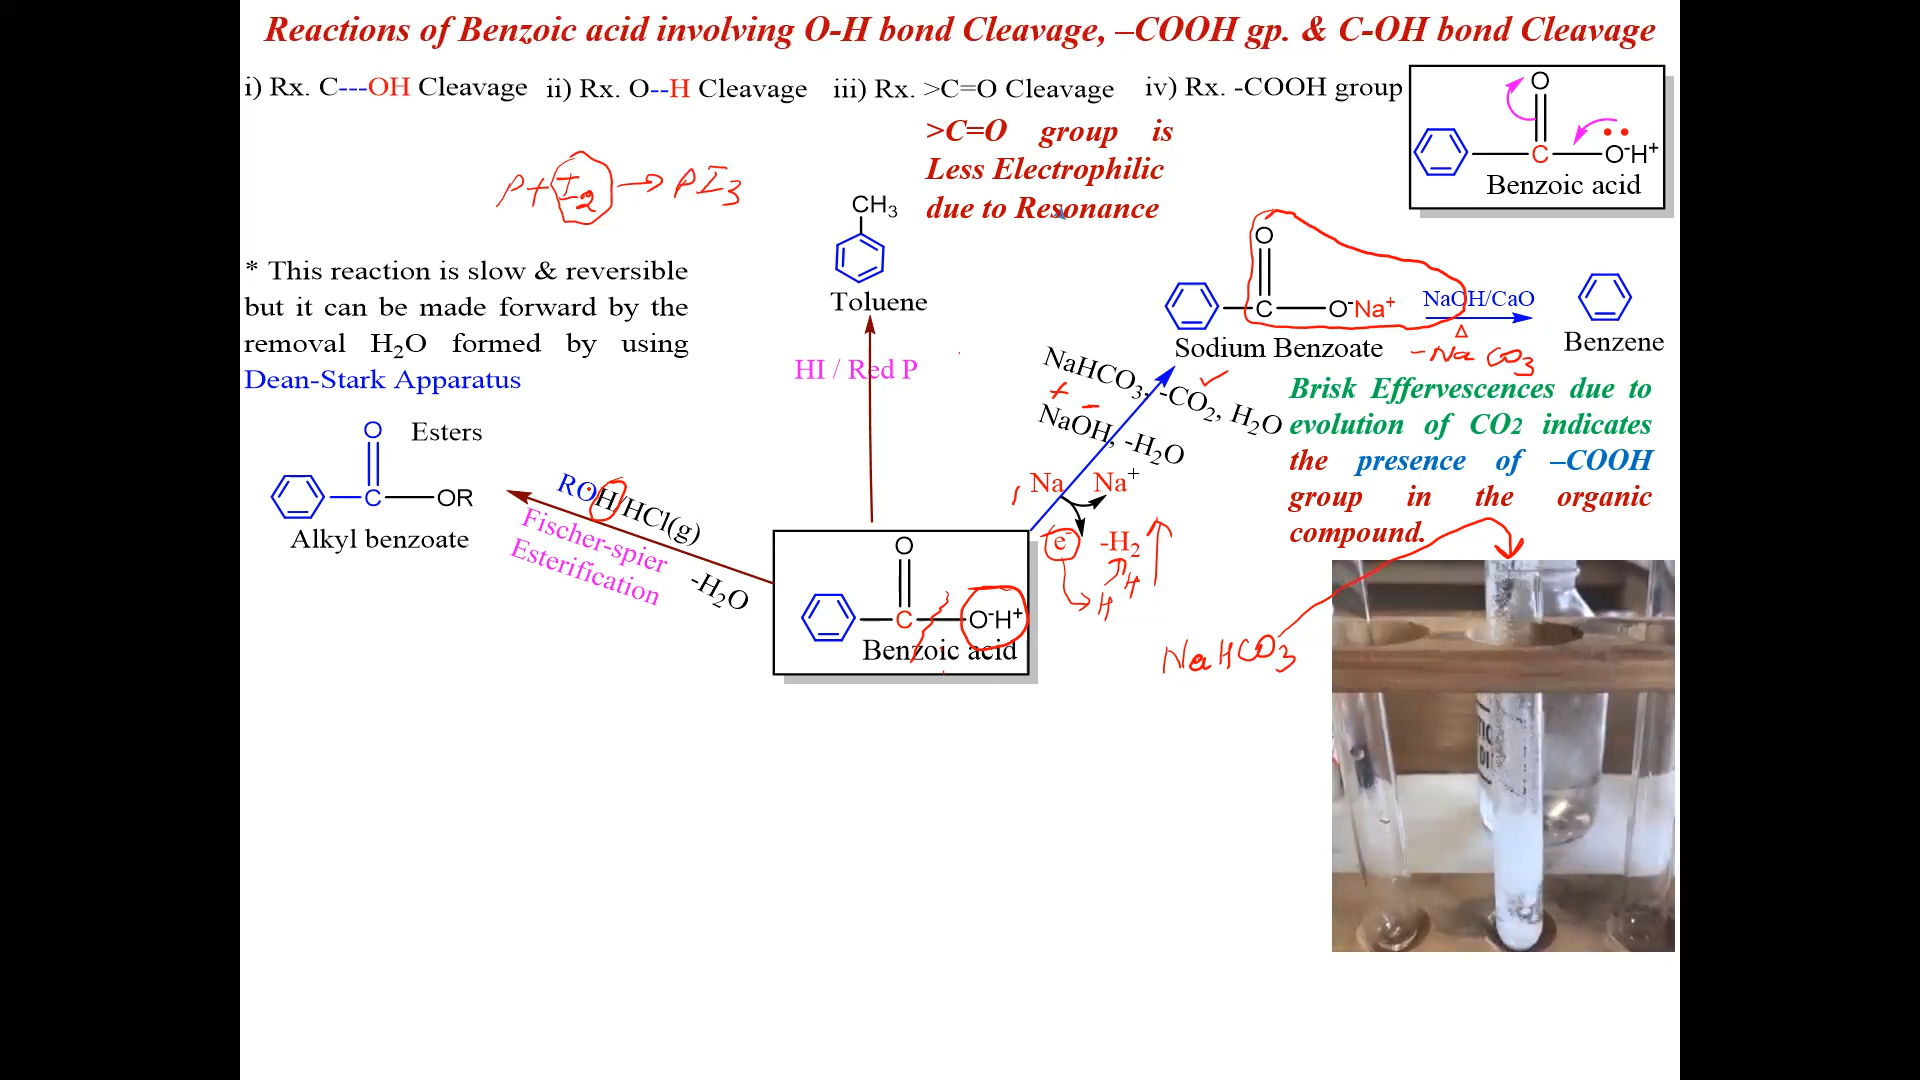 Reactions of Benzoic acid involving O-H bond Cleavage, –COOH gp. & C-OH bond Cleavage
i) Rx. C---OH Cleavage ii) Rx. O--H Cleavage iii) Rx. >C=O Cleavage iv) Rx. -COOH group
O
C O⁻H⁺
Benzoic acid
>C=O group is
Less Electrophilic
due to Resonance
P + I₂ → PI₃
CH₃
Toluene
HI / Red P
* This reaction is slow & reversible
but it can be made forward by the
removal H₂O formed by using
Dean-Stark Apparatus
O
C O⁻Na⁺
Sodium Benzoate
NaOH/CaO
Δ
- Na CO₃
Benzene
NaHCO₃, -CO₂, H₂O
+ -
NaOH, -H₂O
Na Na⁺
e⁻ -H₂
H H
Brisk Effervescences due to
evolution of CO2 indicates
the presence of –COOH
group in the organic
compound.
O Esters
C OR
Alkyl benzoate
ROH/HCl(g)
Fischer-spier
Esterification
-H₂O
O
C O⁻H⁺
Benzoic acid
NaHCO₃